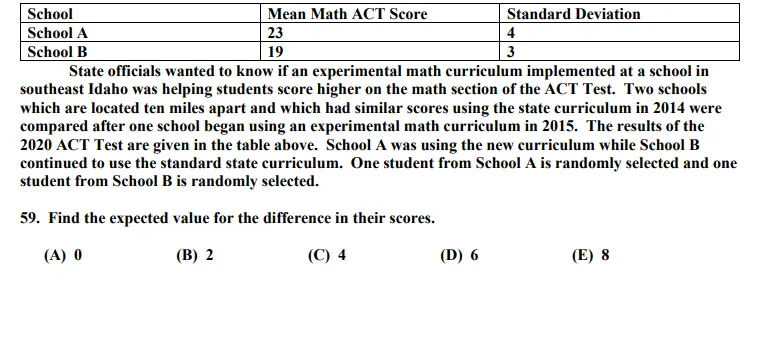 School Mean Math ACT Score Standard Deviation
School A 23 4
School B 19 3
State officials wanted to know if an experimental math curriculum implemented at a school in
southeast Idaho was helping students score higher on the math section of the ACT Test. Two schools
which are located ten miles apart and which had similar scores using the state curriculum in 2014 were
compared after one school began using an experimental math curriculum in 2015. The results of the
2020 ACT Test are given in the table above. School A was using the new curriculum while School B
continued to use the standard state curriculum. One student from School A is randomly selected and one
student from School B is randomly selected.
59. Find the expected value for the difference in their scores.
(A) 0 (B) 2 (C) 4 (D) 6 (E) 8